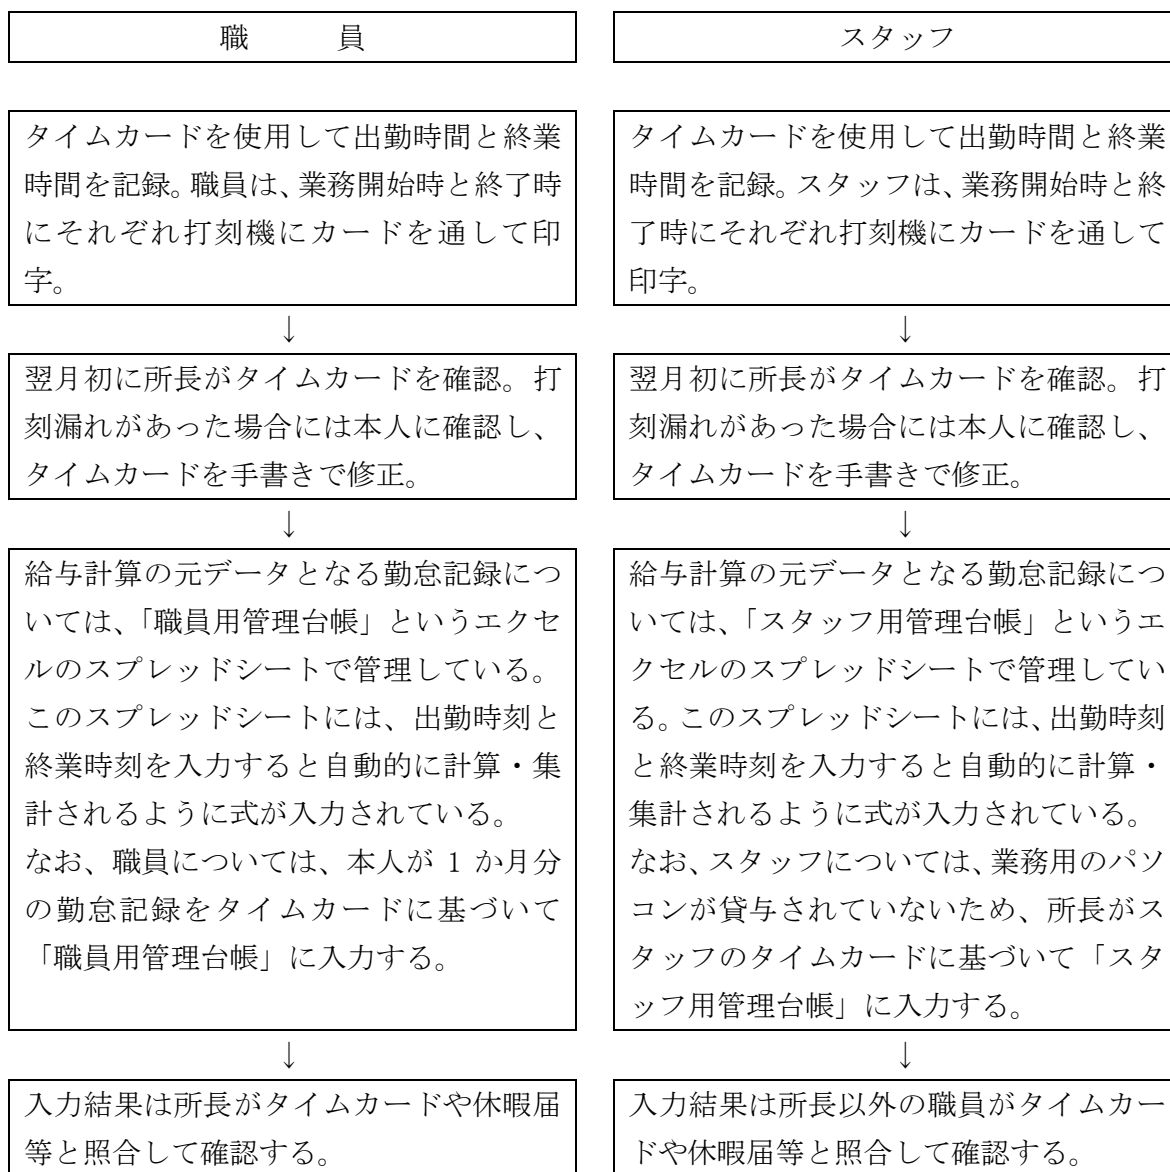 職　　　員
タイムカードを使用して出勤時間と終業
時間を記録。職員は、業務開始時と終了時
にそれぞれ打刻機にカードを通して印
字。
↓
翌月初に所長がタイムカードを確認。打
刻漏れがあった場合には本人に確認し、
タイムカードを手書きで修正。
↓
給与計算の元データとなる勤怠記録につ
いては、「職員用管理台帳」というエクセ
ルのスプレッドシートで管理している。
このスプレッドシートには、出勤時刻と
終業時刻を入力すると自動的に計算・集
計されるように式が入力されている。
なお、職員については、本人が 1 か月分
の勤怠記録をタイムカードに基づいて
「職員用管理台帳」に入力する。
↓
入力結果は所長がタイムカードや休暇届
等と照合して確認する。
スタッフ
タイムカードを使用して出勤時間と終業
時間を記録。スタッフは、業務開始時と終
了時にそれぞれ打刻機にカードを通して
印字。
↓
翌月初に所長がタイムカードを確認。打
刻漏れがあった場合には本人に確認し、
タイムカードを手書きで修正。
↓
給与計算の元データとなる勤怠記録につ
いては、「スタッフ用管理台帳」というエ
クセルのスプレッドシートで管理してい
る。このスプレッドシートには、出勤時刻
と終業時刻を入力すると自動的に計算・
集計されるように式が入力されている。
なお、スタッフについては、業務用のパソ
コンが貸与されていないため、所長がス
タッフのタイムカードに基づいて「スタ
ッフ用管理台帳」に入力する。
↓
入力結果は所長以外の職員がタイムカー
ドや休暇届等と照合して確認する。